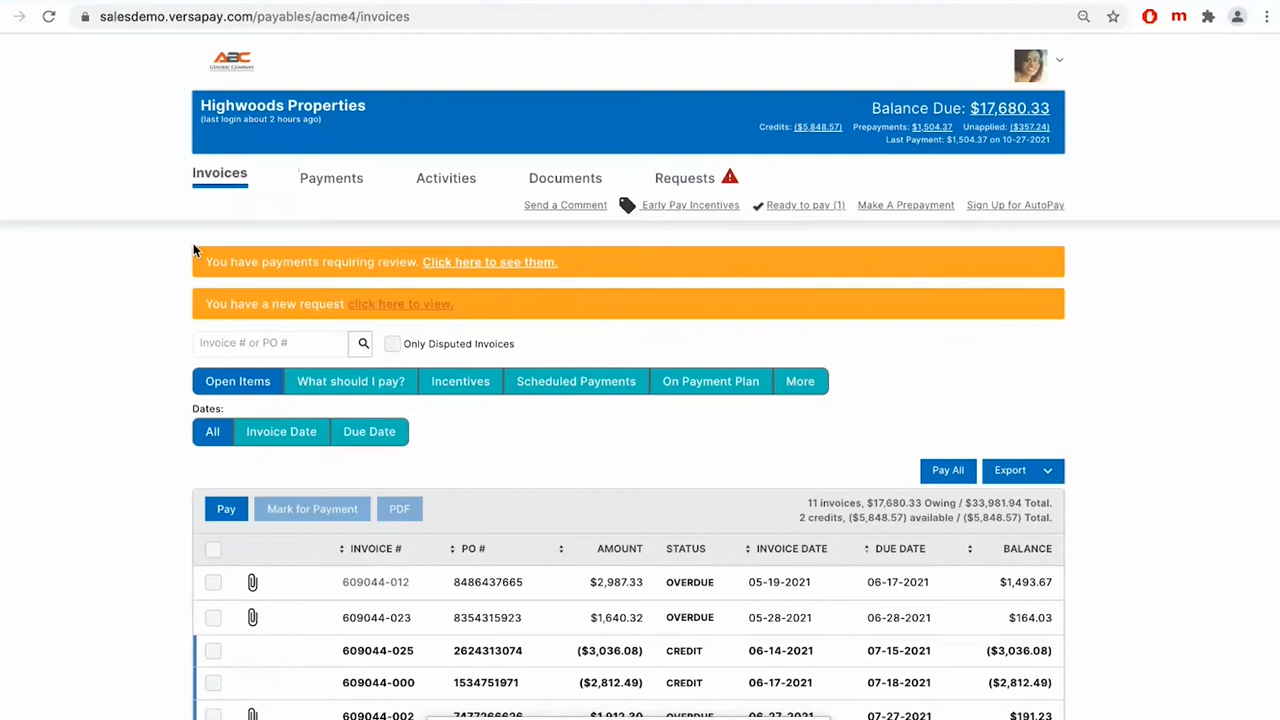 salesdemo.versapay.com/payables/acme4/invoices
ABC
GENERIC COMPANY
Highwoods Properties
(last login about 2 hours ago)
Balance Due: $17,680.33
Credits: ($5,848.57) Prepayments: $1,504.37 Unapplied: ($357.24)
Last Payment: $1,504.37 on 10-27-2021
Invoices Payments Activities Documents Requests
Send a Comment Early Pay Incentives Ready to pay (1) Make A Prepayment Sign Up for AutoPay
You have payments requiring review. Click here to see them.
You have a new request click here to view.
Invoice # or PO # Only Disputed Invoices
Open Items What should I pay? Incentives Scheduled Payments On Payment Plan More
Dates:
All Invoice Date Due Date
Pay All Export
Pay Mark for Payment PDF
11 invoices, $17,680.33 Owing / $33,981.94 Total.
2 credits, ($5,848.57) available / ($5,848.57) Total.
INVOICE # PO # AMOUNT STATUS INVOICE DATE DUE DATE BALANCE
609044-012 8486437665 $2,987.33 OVERDUE 05-19-2021 06-17-2021 $1,493.67
609044-023 8354315923 $1,640.32 OVERDUE 05-28-2021 06-28-2021 $164.03
609044-025 2624313074 ($3,036.08) CREDIT 06-14-2021 07-15-2021 ($3,036.08)
609044-000 1534751971 ($2,812.49) CREDIT 06-17-2021 07-18-2021 ($2,812.49)
609044-002 7477266626 $1,912.30 OVERDUE 06-27-2021 07-27-2021 $191.23